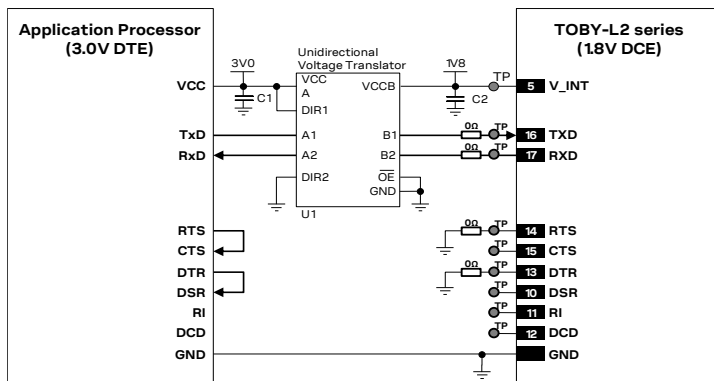 Application Processor
(3.0V DTE)
TOBY-L2 series
(1.8V DCE)
Unidirectional
Voltage Translator
3V0
1V8
VCC
VCC
A
VCCB
TP
5
V_INT
C1
C2
DIR1
0Ω
TP
TxD
A1
B1
16
TXD
0Ω
TP
RxD
A2
B2
17
RXD
DIR2
OE
GND
U1
0Ω
TP
RTS
14
RTS
TP
CTS
15
CTS
0Ω
TP
DTR
13
DTR
TP
DSR
10
DSR
TP
RI
11
RI
TP
DCD
12
DCD
GND
GND